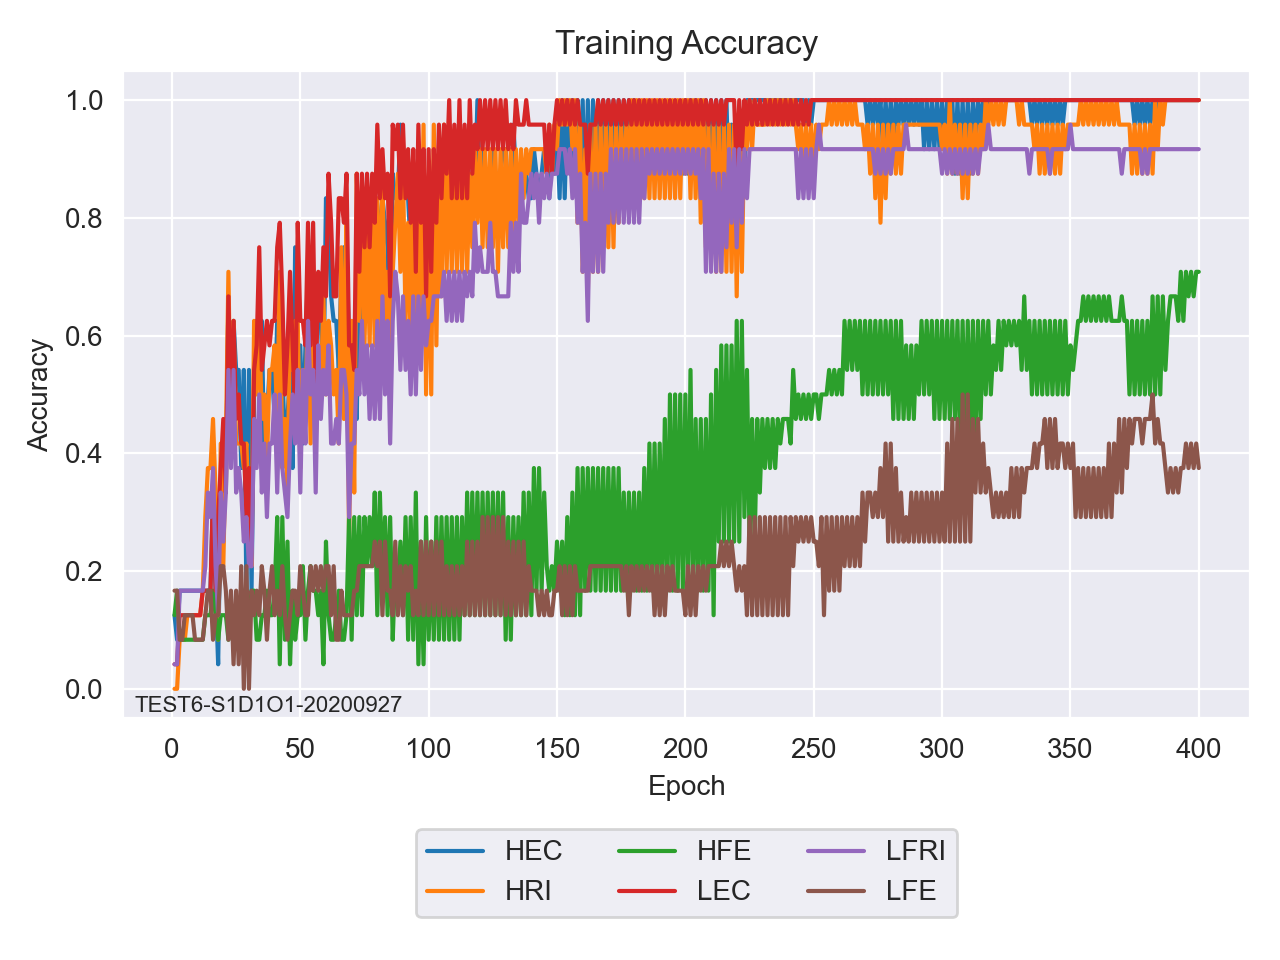 Training Accuracy
Accuracy
1.0
0.8
0.6
0.4
0.2
0.0
TEST6-S1D1O1-20200927
0 50 100 150 200 250 300 350 400
Epoch
HEC HFE LFRI
HRI LEC LFE